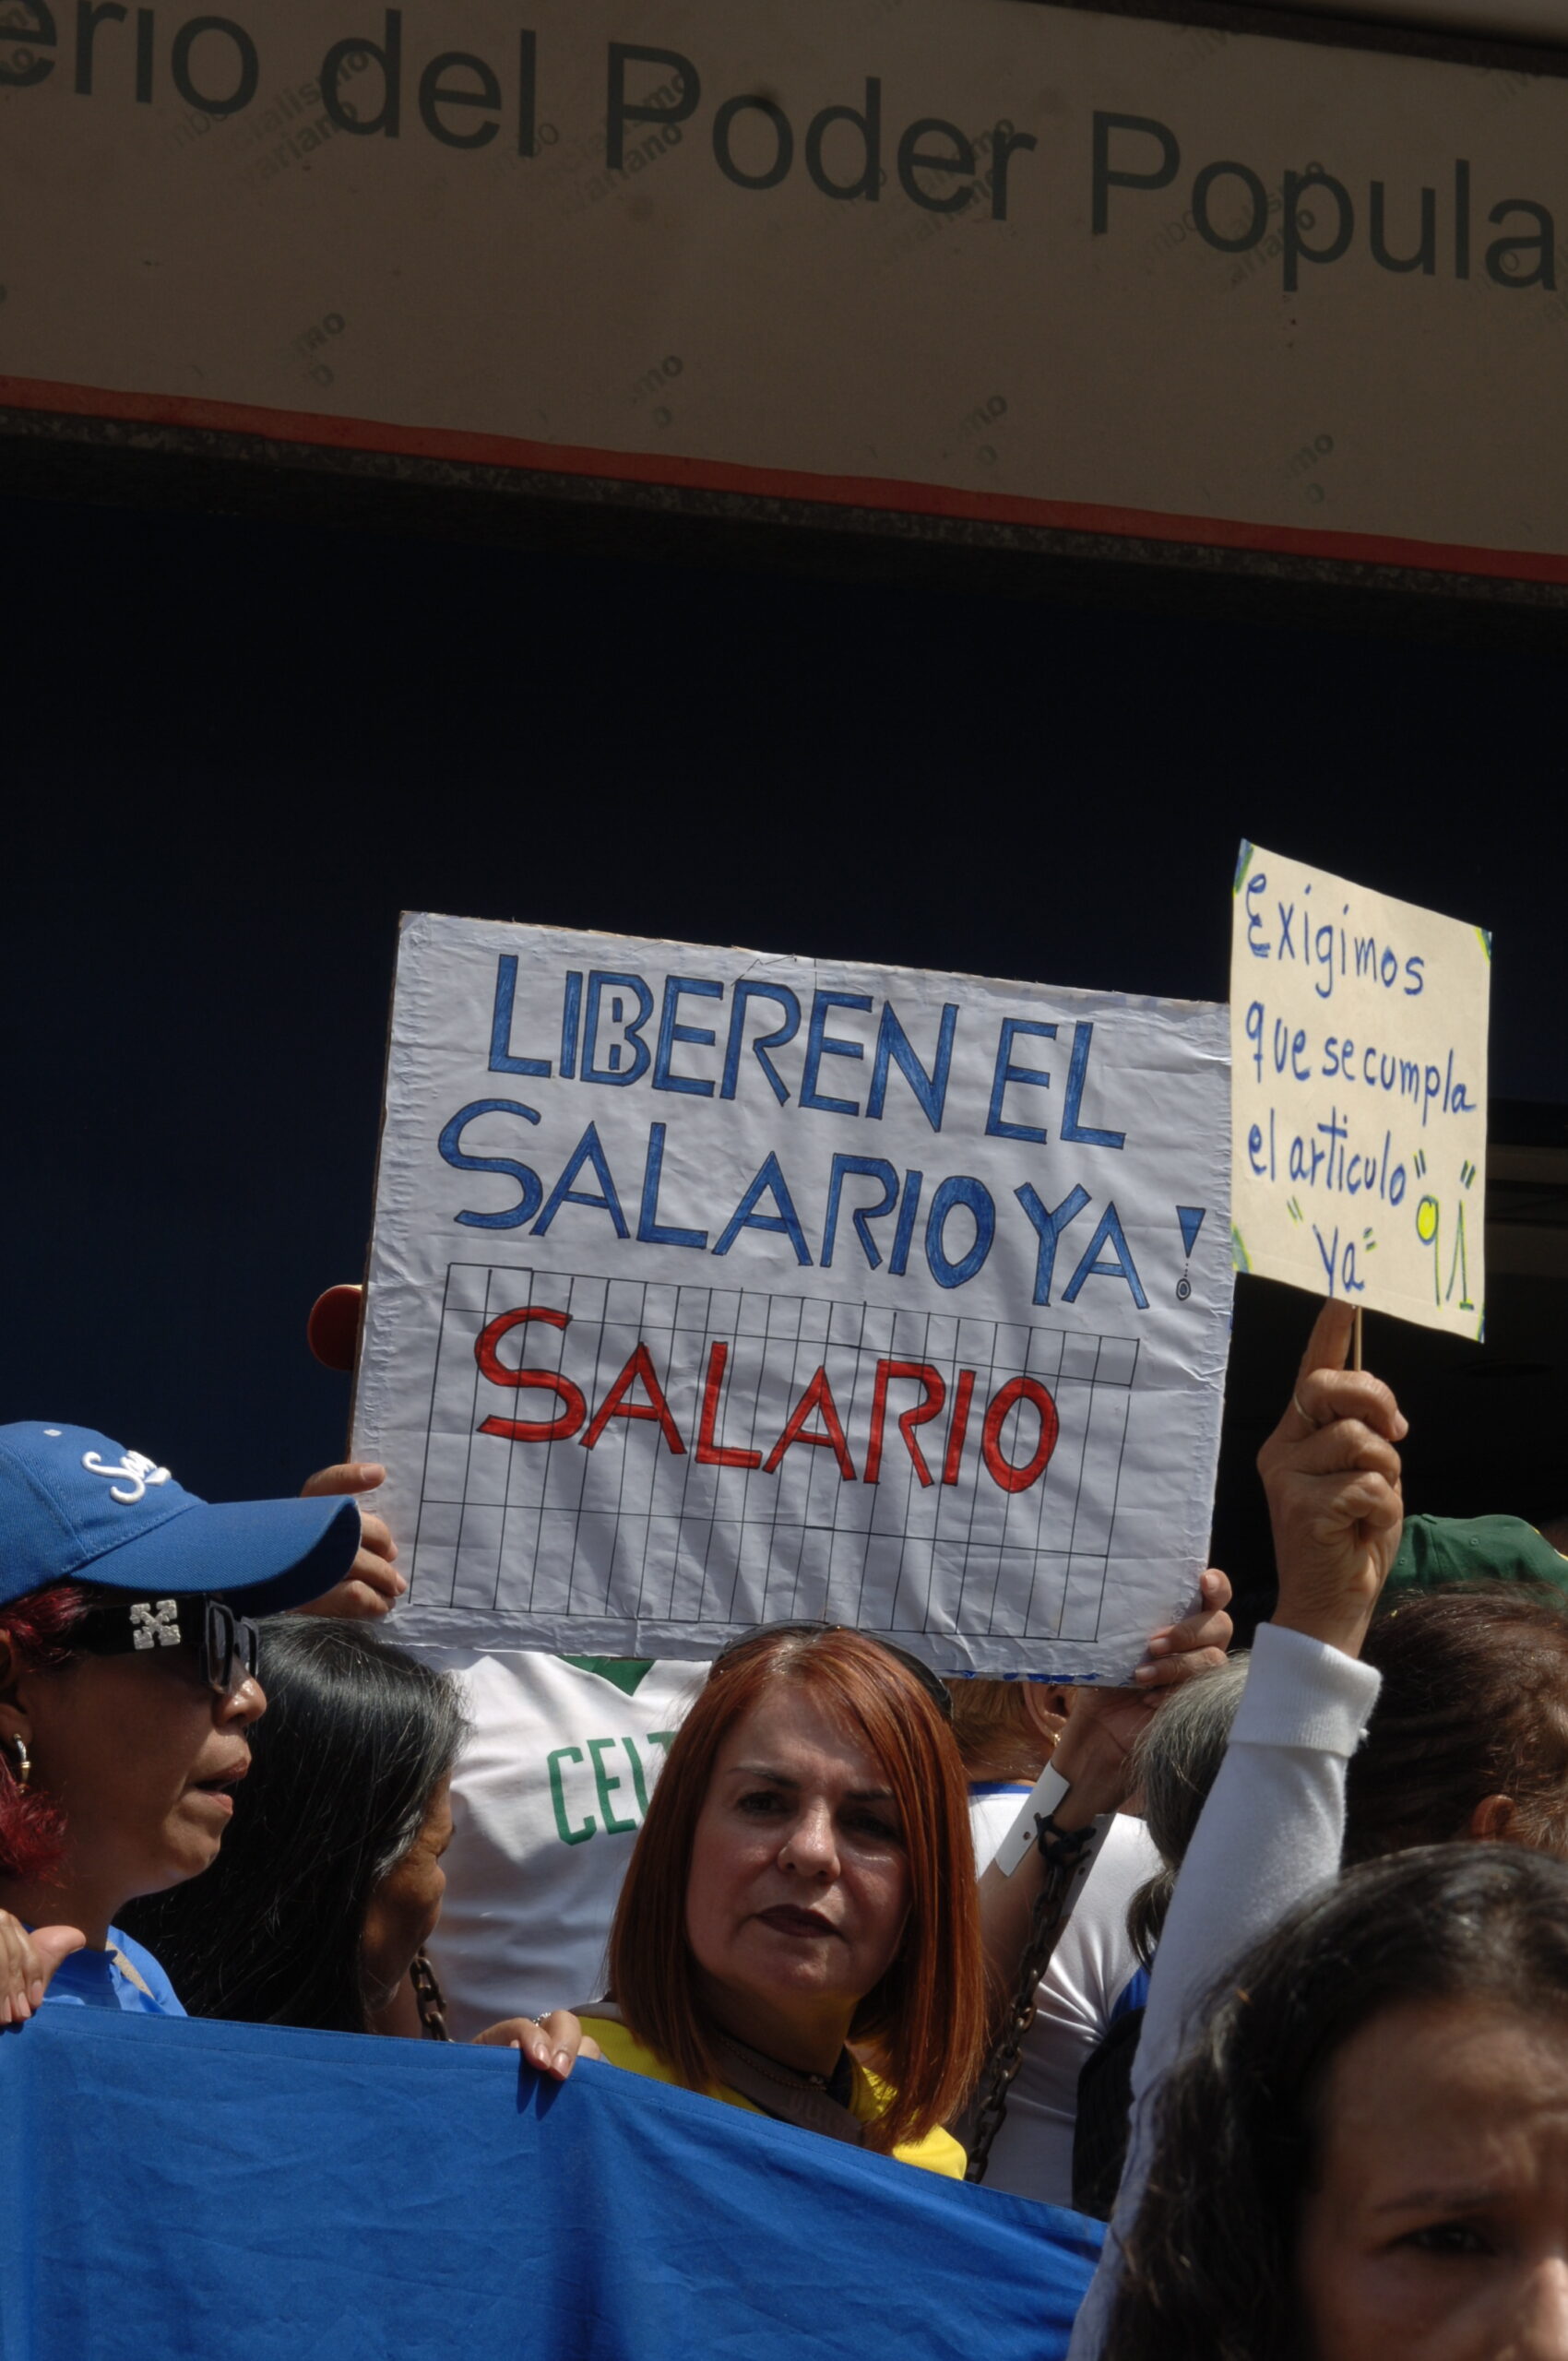 erio del Poder Popula
LIBEREN EL
SALARIO YA!
SALARIO
Exigimos
que se cumpla
el articulo "91"
"Ya"
CELT